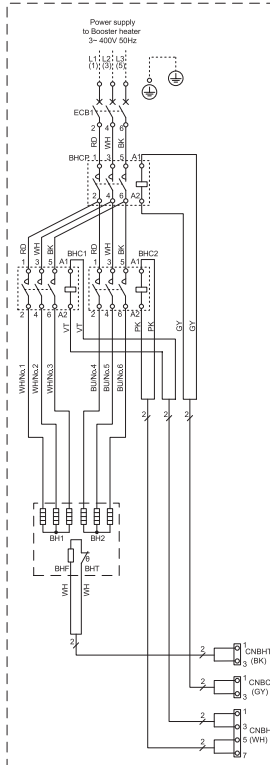 Power supply
to Booster heater
3~ 400V 50Hz
L1 L2 L3
(1) (3) (5)
ECB1
2 4 6
RD WH BK
BHCP 1 3 5 A1
2 4 6 A2
RD WH BK
1 3 5 A1 BHC1 1 3 5 A1 BHC2
2 4 6 A2 2 4 6 A2
VT VT PK PK GY GY
WH/No.1 WH/No.2 WH/No.3 BU/No.4 BU/No.5 BU/No.6
2 2 2
BH1 BH2
BHF BHT
θ
WH WH
2
2 1 CNBHT
3 (BK)
2 1 CNBC
3 (GY)
2 1 CNBH
3
2 5 (WH)
7